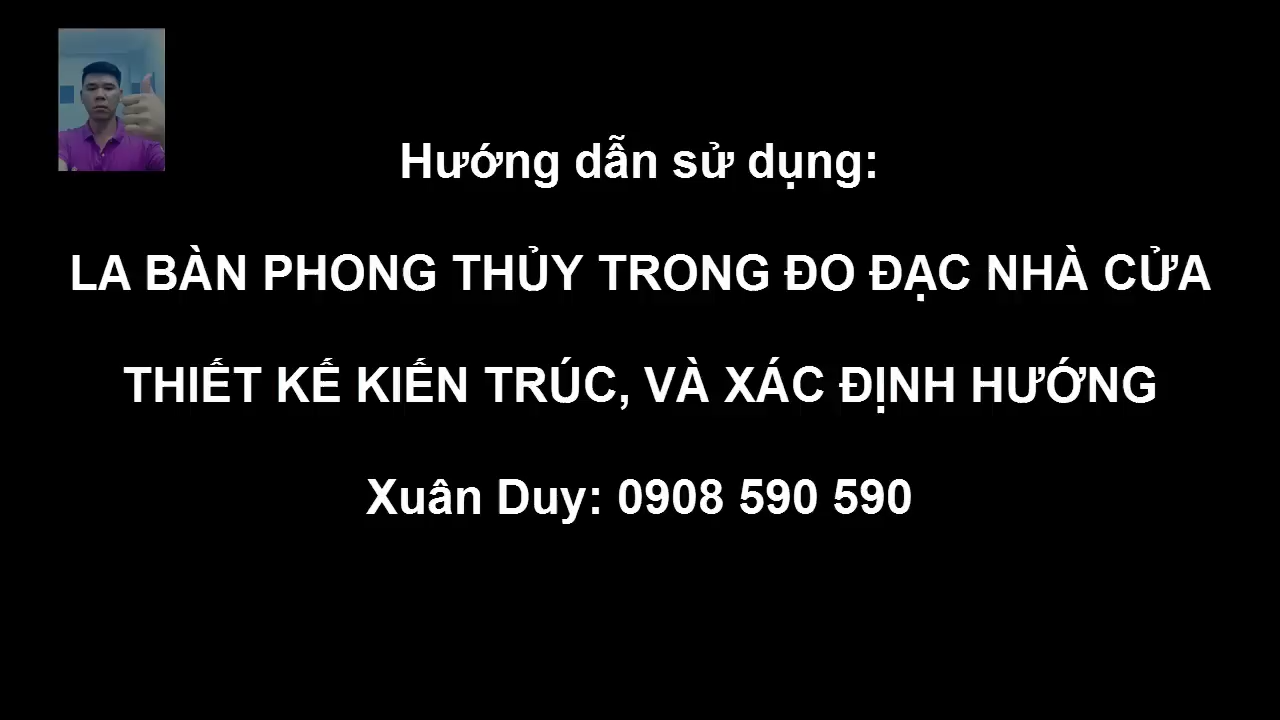 Hướng dẫn sử dụng:
LA BÀN PHONG THỦY TRONG ĐO ĐẠC NHÀ CỬA
THIẾT KẾ KIẾN TRÚC, VÀ XÁC ĐỊNH HƯỚNG
Xuân Duy: 0908 590 590